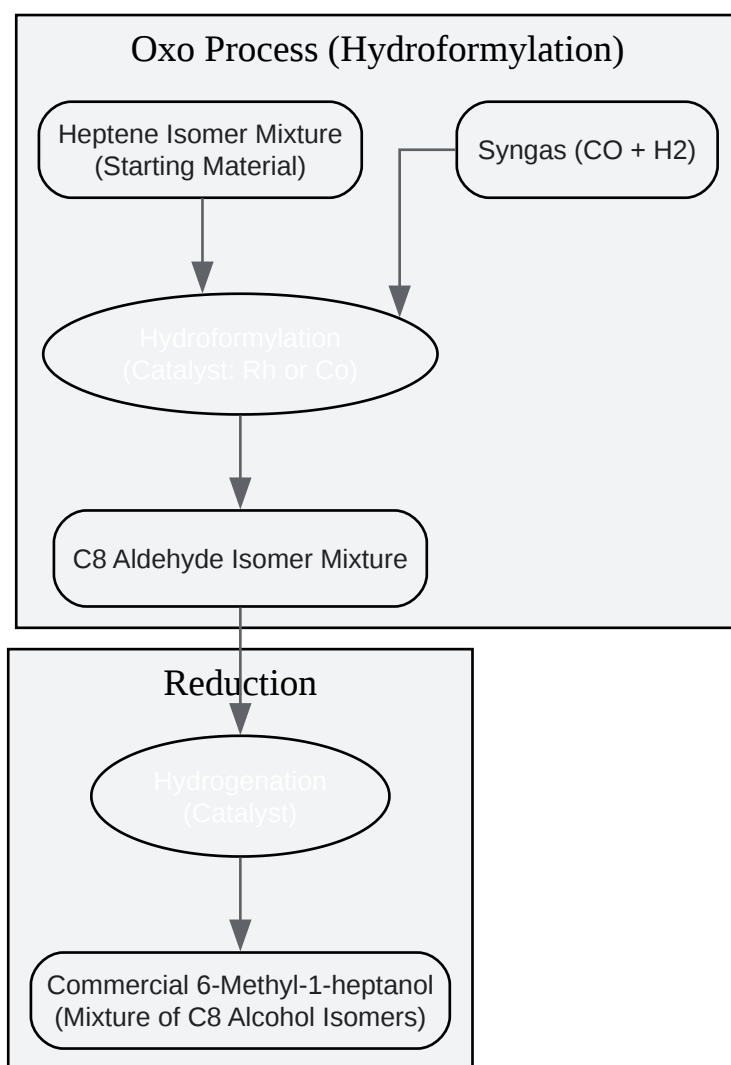 Oxo Process (Hydroformylation)
Heptene Isomer Mixture
(Starting Material)
Syngas (CO + H2)
Hydroformylation
(Catalyst: Rh or Co)
C8 Aldehyde Isomer Mixture
Reduction
Hydrogenation
(Catalyst)
Commercial 6-Methyl-1-heptanol
(Mixture of C8 Alcohol Isomers)